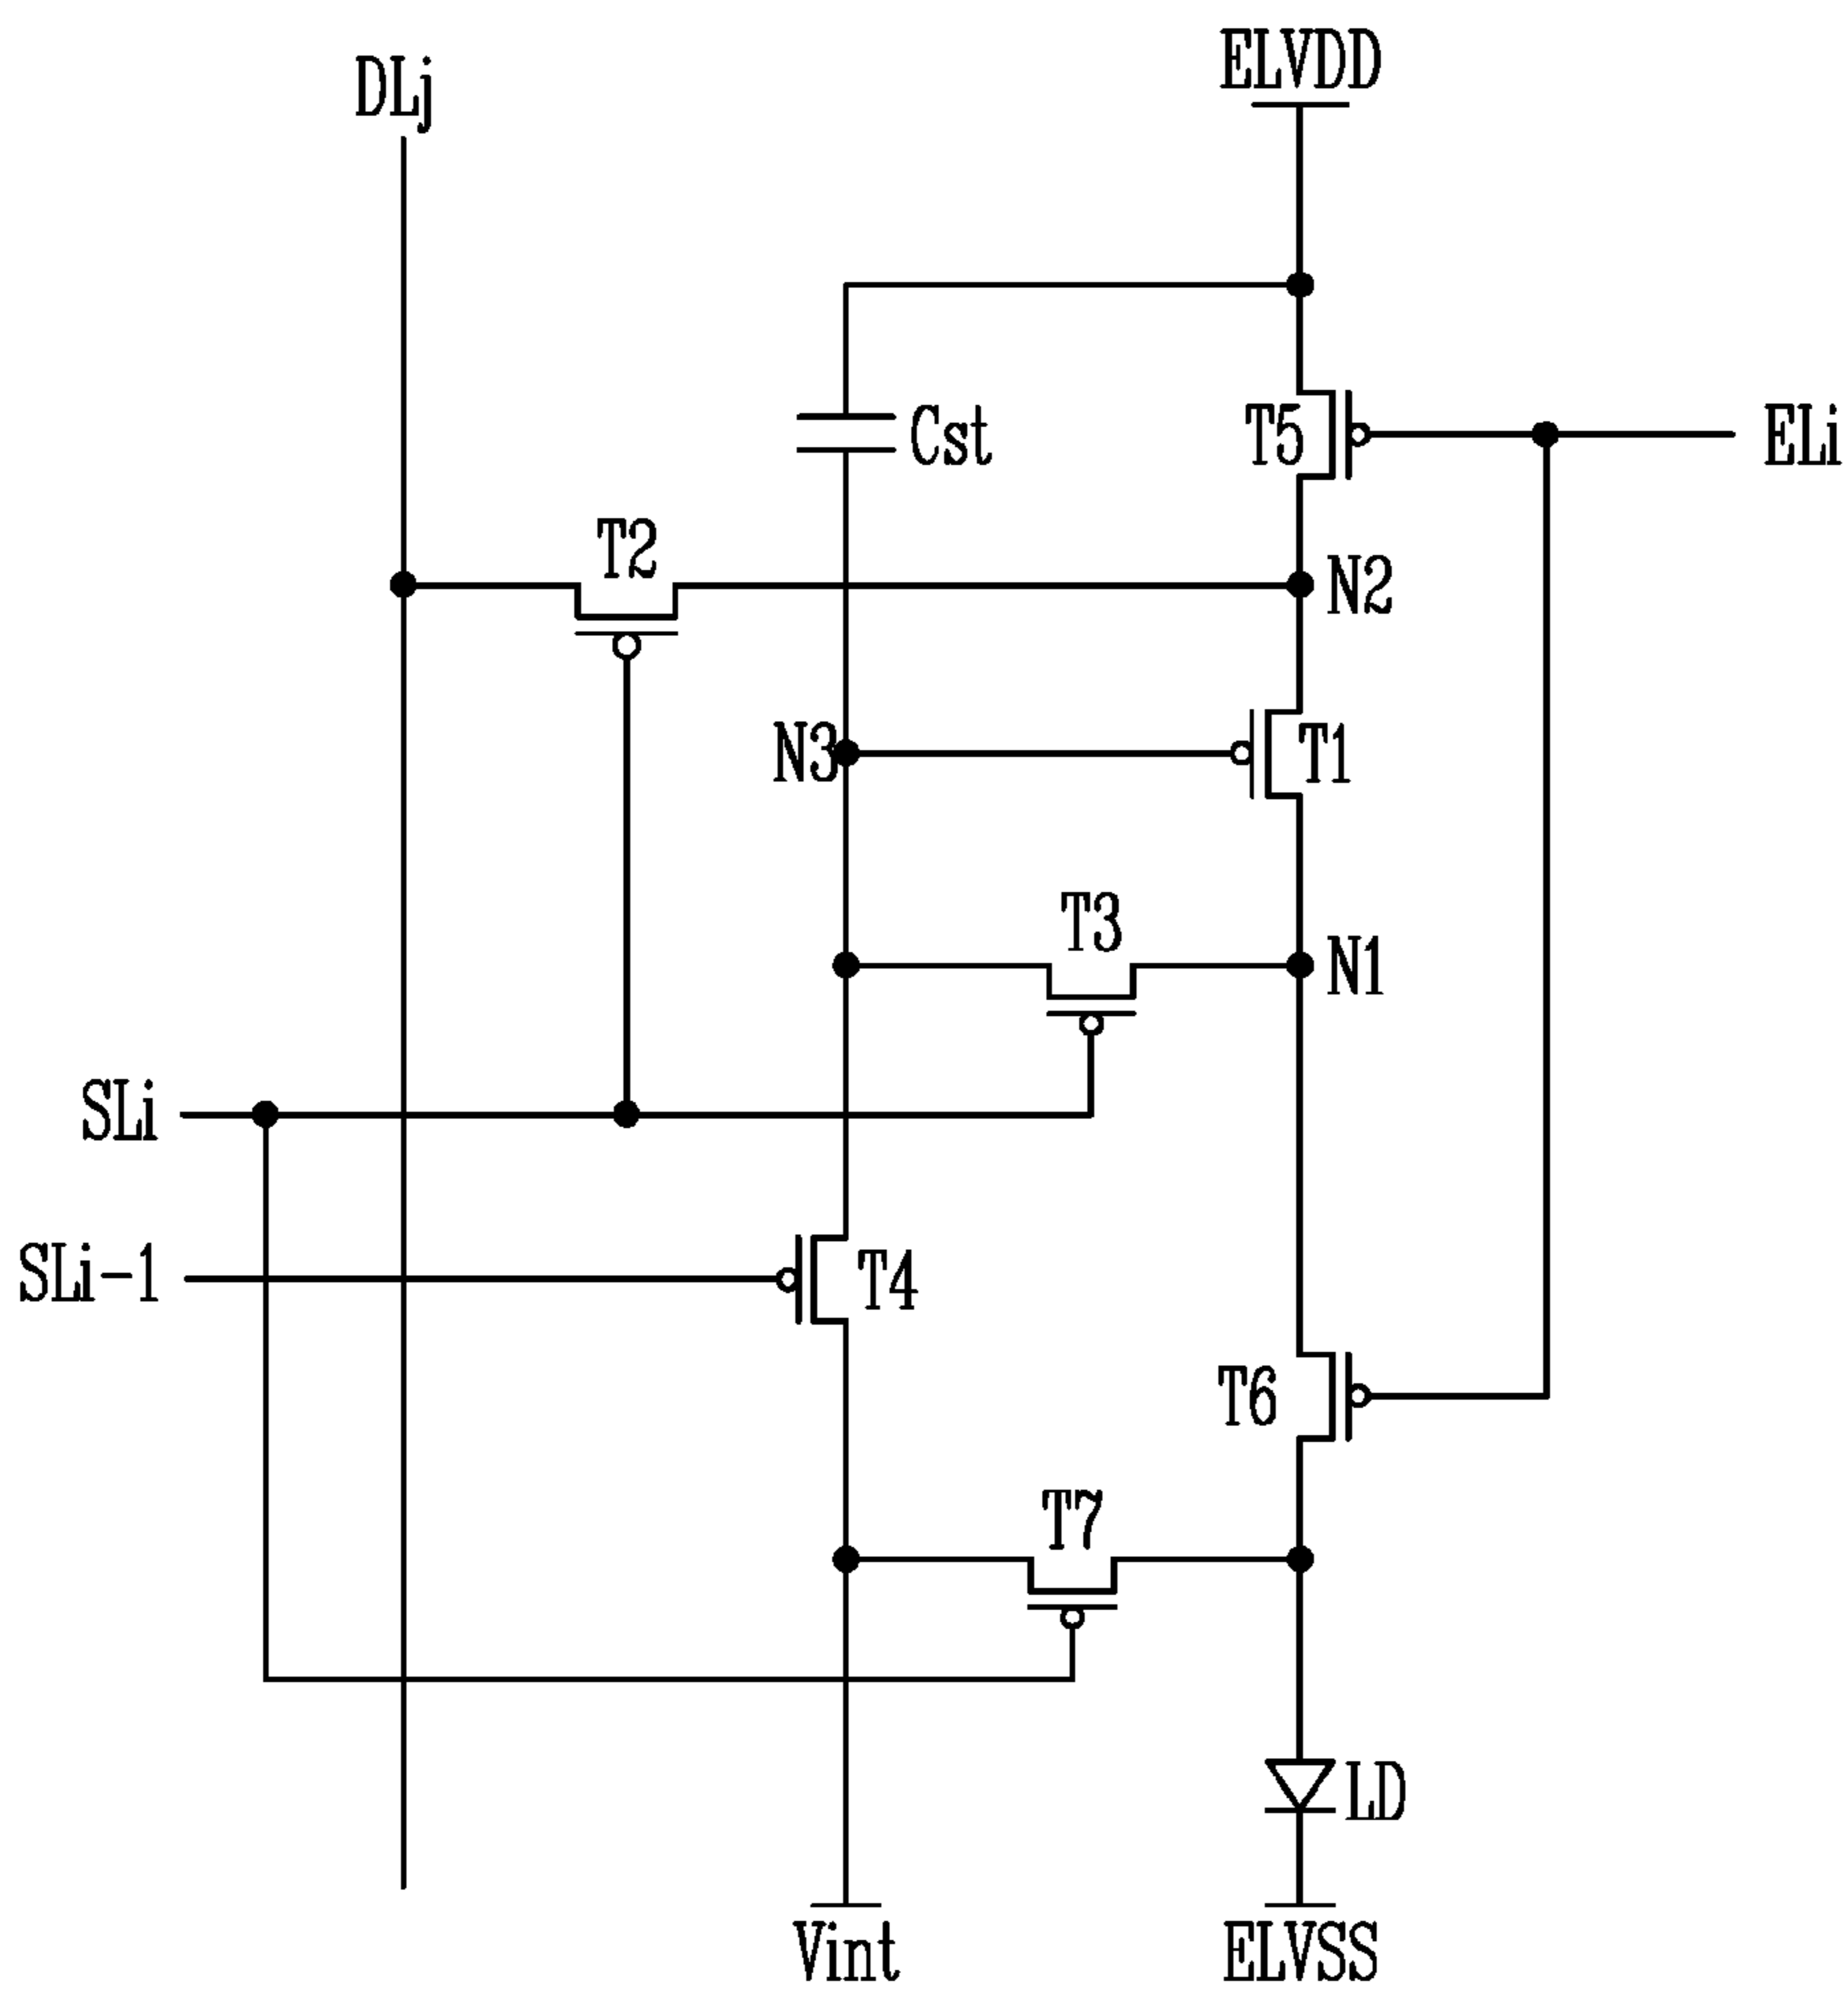 ELVDD
DLj
T5
ELi
Cst
T2
N2
N3
T1
T3
N1
SLi
SLi-1
T4
T6
T7
LD
Vint
ELVSS